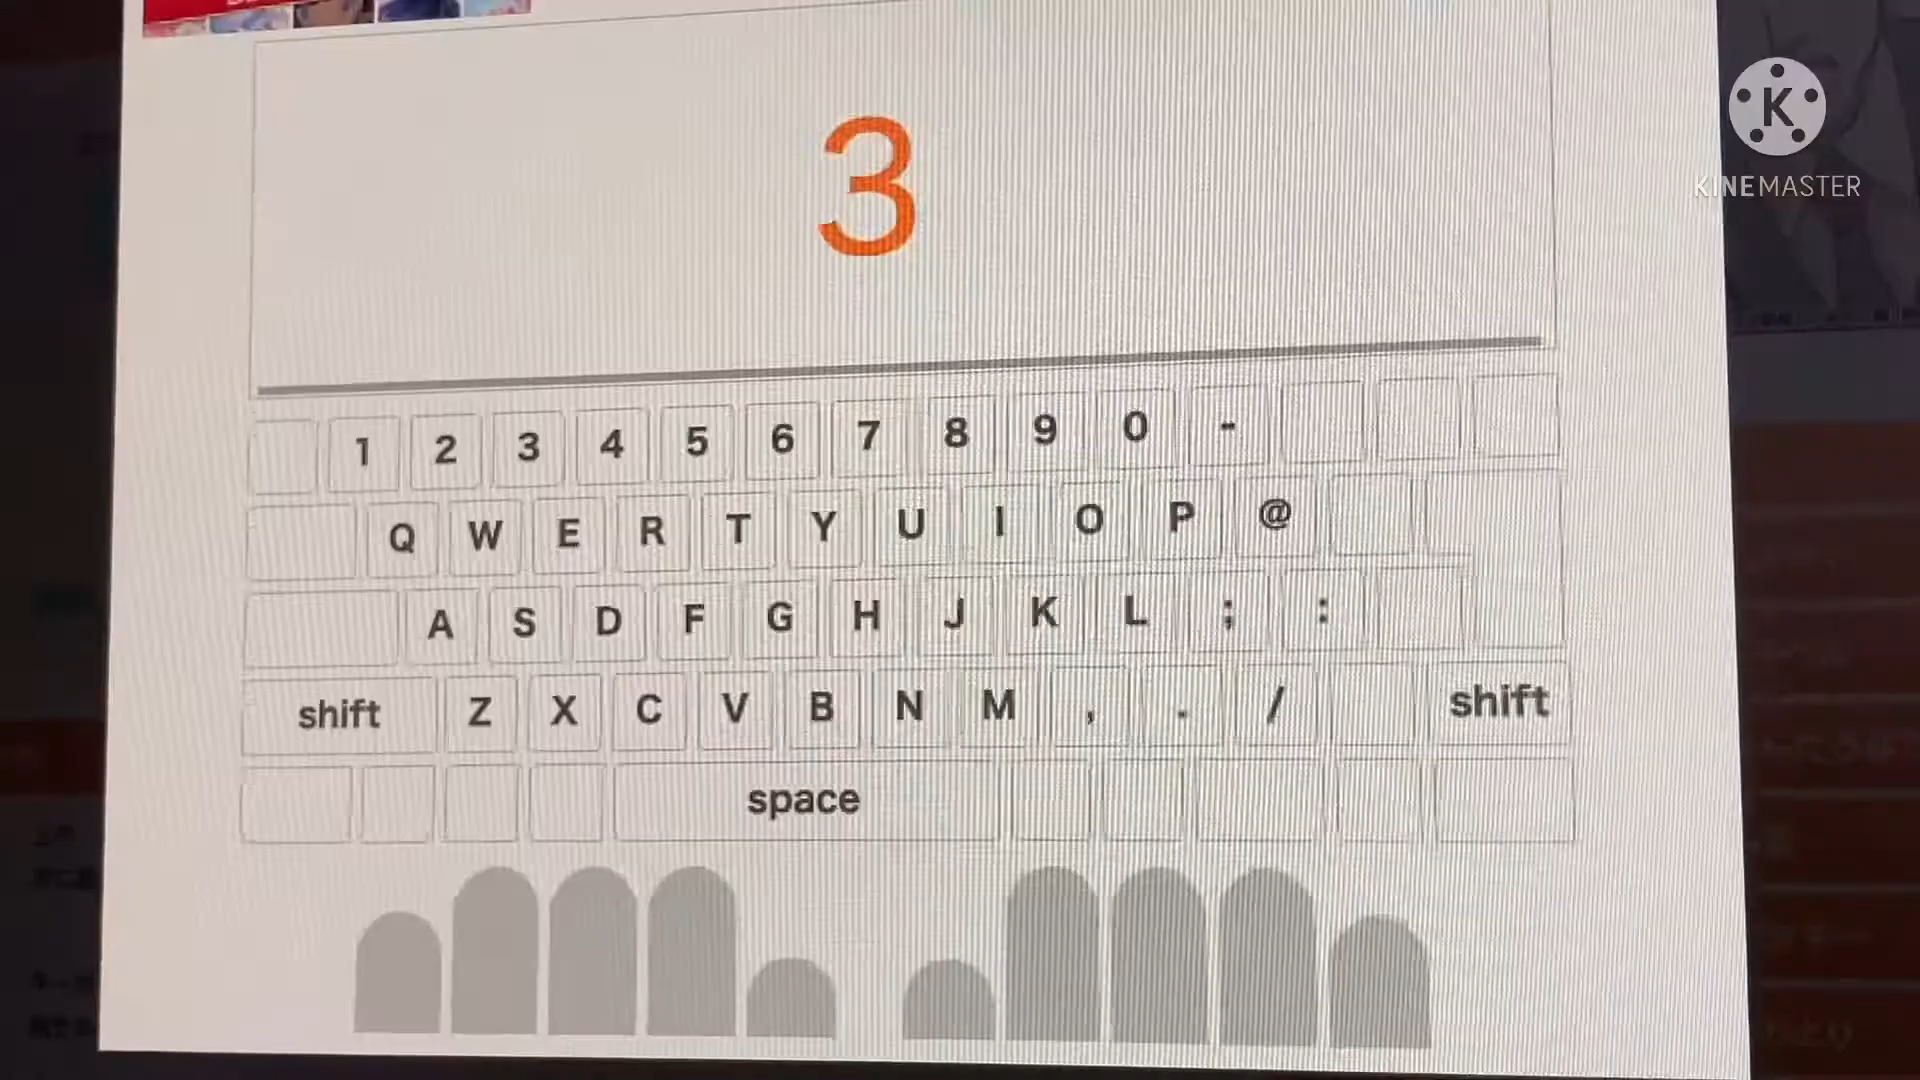 3
KINEMASTER
1 2 3 4 5 6 7 8 9 0 -
Q W E R T Y U I O P @
A S D F G H J K L ; :
shift Z X C V B N M , . / shift
space